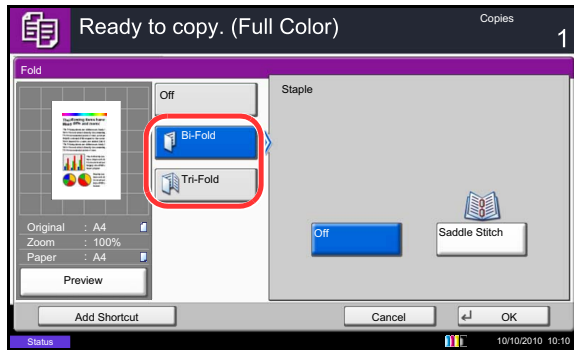 Ready to copy. (Full Color)
Copies
1
Fold
Off
Bi-Fold
Tri-Fold
Staple
Off
Saddle Stitch
Original : A4
Zoom : 100%
Paper : A4
Preview
Add Shortcut
Cancel
OK
Status
10/10/2010 10:10